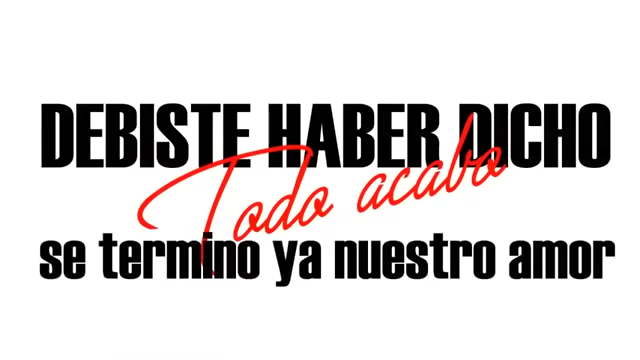 DEBISTE HABER DICHO
Todo acabo
se termino ya nuestro amor